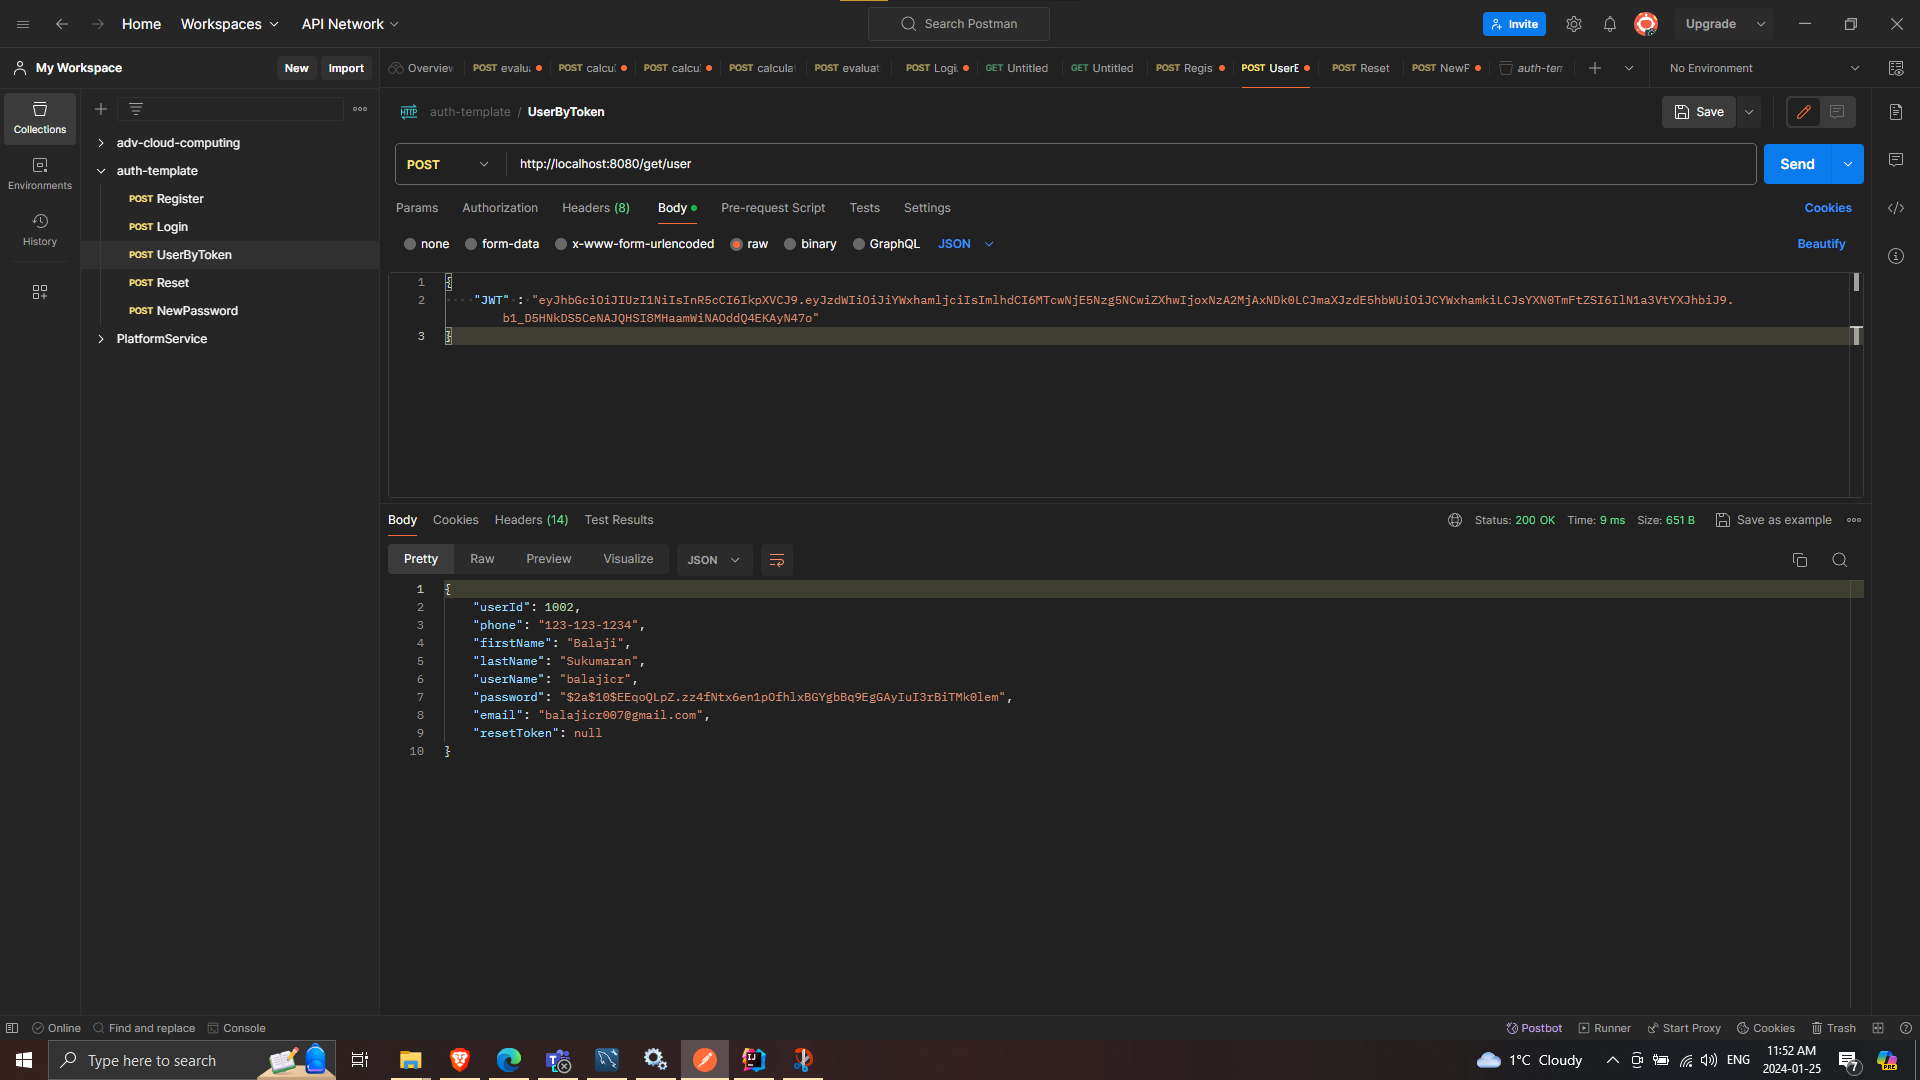 Home
Workspaces
API Network
Search Postman
Invite
Upgrade
My Workspace
New
Import
Overview
POST evalu
POST calcu
POST calcu
POST calcula
POST evaluat
POST Logi
GET Untitled
GET Untitled
POST Regis
POST UserB
POST Reset
POST NewF
auth-tem
No Environment
Collections
Environments
History
adv-cloud-computing
auth-template
POST Register
POST Login
POST UserByToken
POST Reset
POST NewPassword
PlatformService
HTTP auth-template / UserByToken
Save
POST
http://localhost:8080/get/user
Send
Params
Authorization
Headers (8)
Body
Pre-request Script
Tests
Settings
Cookies
none
form-data
x-www-form-urlencoded
raw
binary
GraphQL
JSON
Beautify
1 {
2 "JWT" : "eyJhbGciOiJIUzI1NiIsInR5cCI6IkpXVCJ9.eyJzdWIiOiJiYWxhamljciIsImlhdCI6MTcwNjE5Nzg5NCwiZXhwIjoxNzA2MjAxNDk0LCJmaXJzdE5hbWUiOiJCYWxhamkiLCJsYXN0TmFtZSI6IlN1a3VtYXJhbiJ9.
b1_D5HNkDS5CeNAJQHSI8MHaamWiNAOddQ4EKAyN47o"
3 }
Body
Cookies
Headers (14)
Test Results
Status: 200 OK
Time: 9 ms
Size: 651 B
Save as example
Pretty
Raw
Preview
Visualize
JSON
1 {
2 "userId": 1002,
3 "phone": "123-123-1234",
4 "firstName": "Balaji",
5 "lastName": "Sukumaran",
6 "userName": "balajicr",
7 "password": "$2a$10$EEqoQLpZ.zz4fNtx6en1pOfhlxBGYgbBq9EgGAyIuI3rBiTMk0lem",
8 "email": "balajicr007@gmail.com",
9 "resetToken": null
10 }
Online
Find and replace
Console
Postbot
Runner
Start Proxy
Cookies
Trash
Type here to search
1°C Cloudy
ENG
11:52 AM
2024-01-25
7